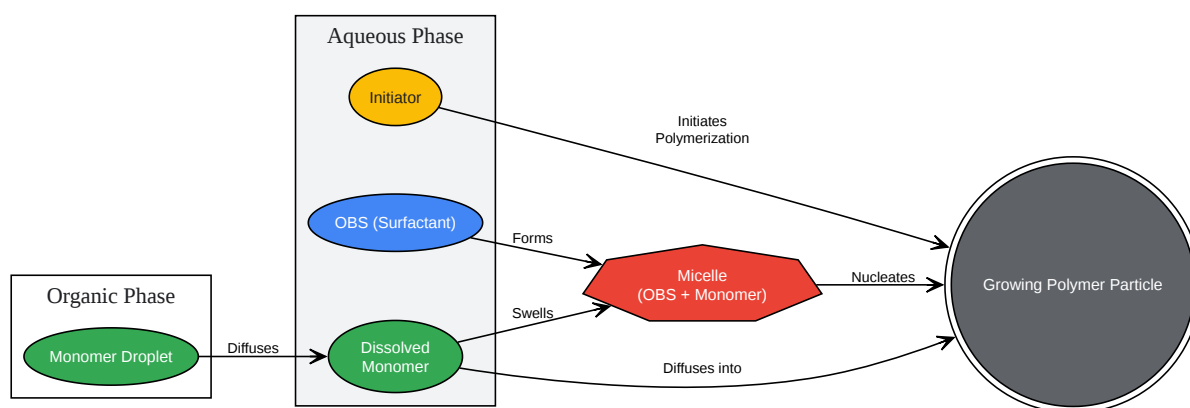 Aqueous Phase
Initiator
Initiates
Polymerization
OBS (Surfactant)
Forms
Organic Phase
Monomer Droplet
Diffuses
Dissolved
Monomer
Swells
Micelle
(OBS + Monomer)
Nucleates
Diffuses into
Growing Polymer Particle